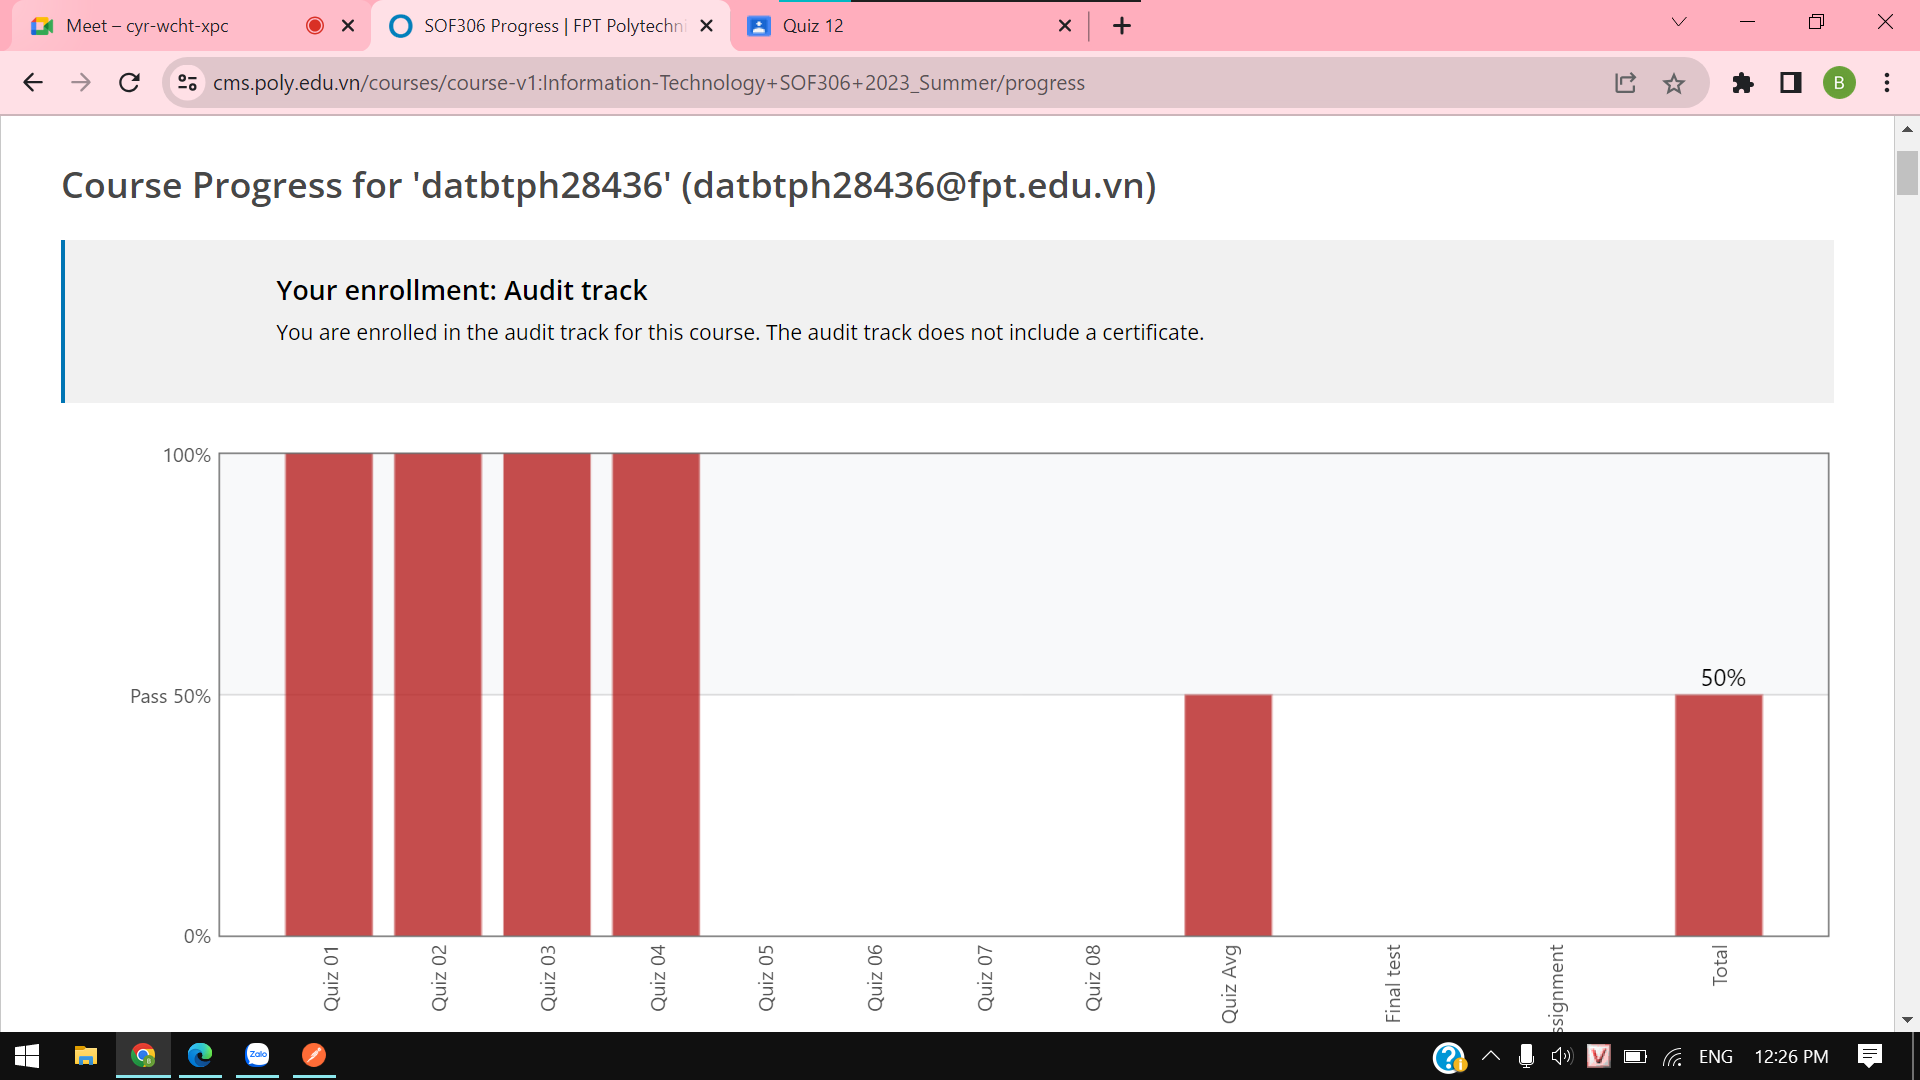 Meet – cyr-wcht-xpc
SOF306 Progress | FPT Polytechni
Quiz 12
cms.poly.edu.vn/courses/course-v1:Information-Technology+SOF306+2023_Summer/progress
B
Course Progress for 'datbtph28436' (datbtph28436@fpt.edu.vn)
Your enrollment: Audit track
You are enrolled in the audit track for this course. The audit track does not include a certificate.
100%
Pass 50%
0%
50%
Quiz 01
Quiz 02
Quiz 03
Quiz 04
Quiz 05
Quiz 06
Quiz 07
Quiz 08
Quiz Avg
Final test
ssignment
Total
Zalo
ENG
12:26 PM